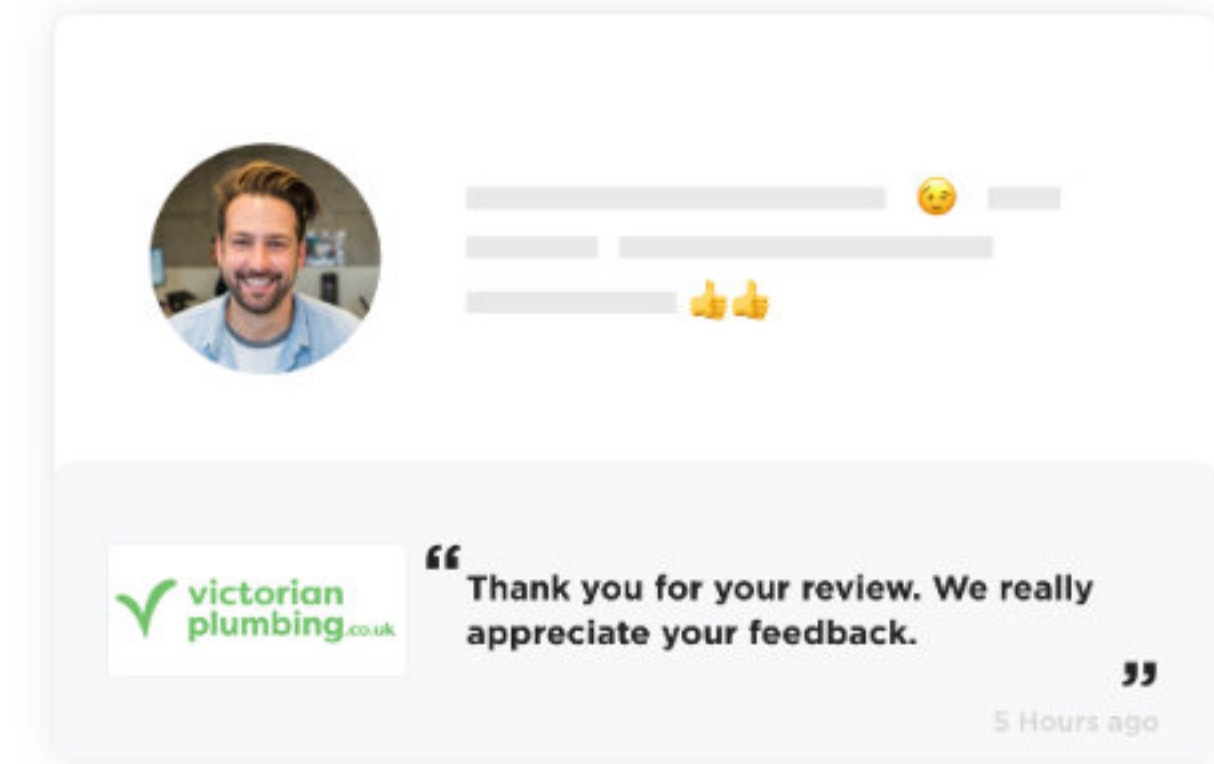 victorian
plumbing.co.uk
“Thank you for your review. We really
appreciate your feedback.
”
5 Hours ago